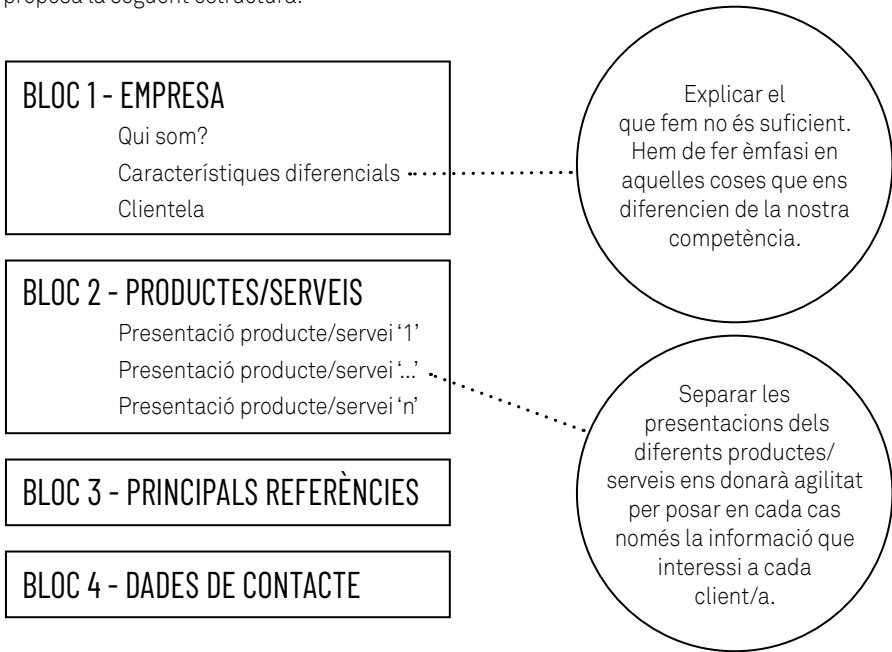 proposa la següent estructura:
BLOC 1 - EMPRESA
Qui som?
Característiques diferencials
Clientela
Explicar el
que fem no és suficient.
Hem de fer èmfasi en
aquelles coses que ens
diferencien de la nostra
competència.
BLOC 2 - PRODUCTES/SERVEIS
Presentació producte/servei ‘1’
Presentació producte/servei ‘...’
Presentació producte/servei ‘n’
Separar les
presentacions dels
diferents productes/
serveis ens donarà agilitat
per posar en cada cas
només la informació que
interessi a cada
client/a.
BLOC 3 - PRINCIPALS REFERÈNCIES
BLOC 4 - DADES DE CONTACTE